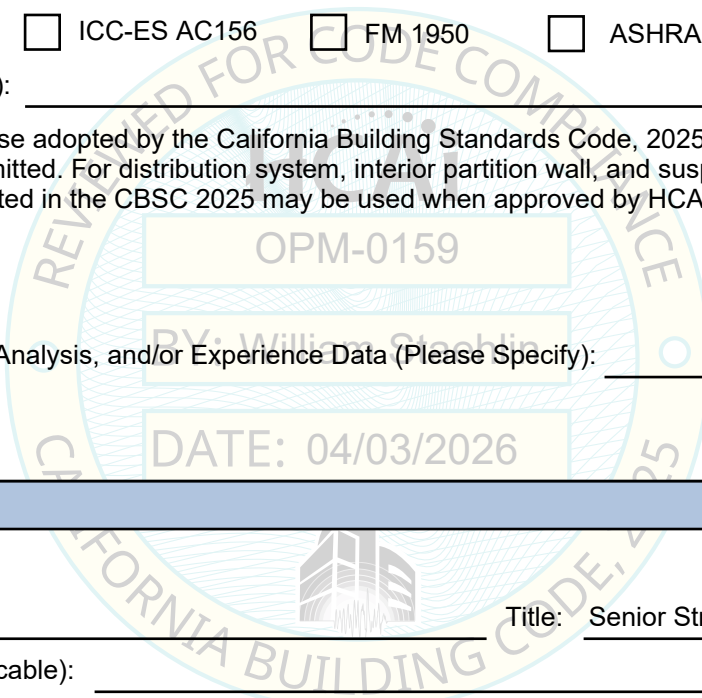 ICC-ES AC156 FM 1950 ASHRA
):
se adopted by the California Building Standards Code, 2025
mitted. For distribution system, interior partition wall, and susp
ted in the CBSC 2025 may be used when approved by HCA
REVIEWED FOR CODE COMPLIANCE
HCAi
OPM-0159
BY: William Staehlin
Analysis, and/or Experience Data (Please Specify):
DATE: 04/03/2026
Title: Senior Str
cable):
CALIFORNIA BUILDING CODE, 2025